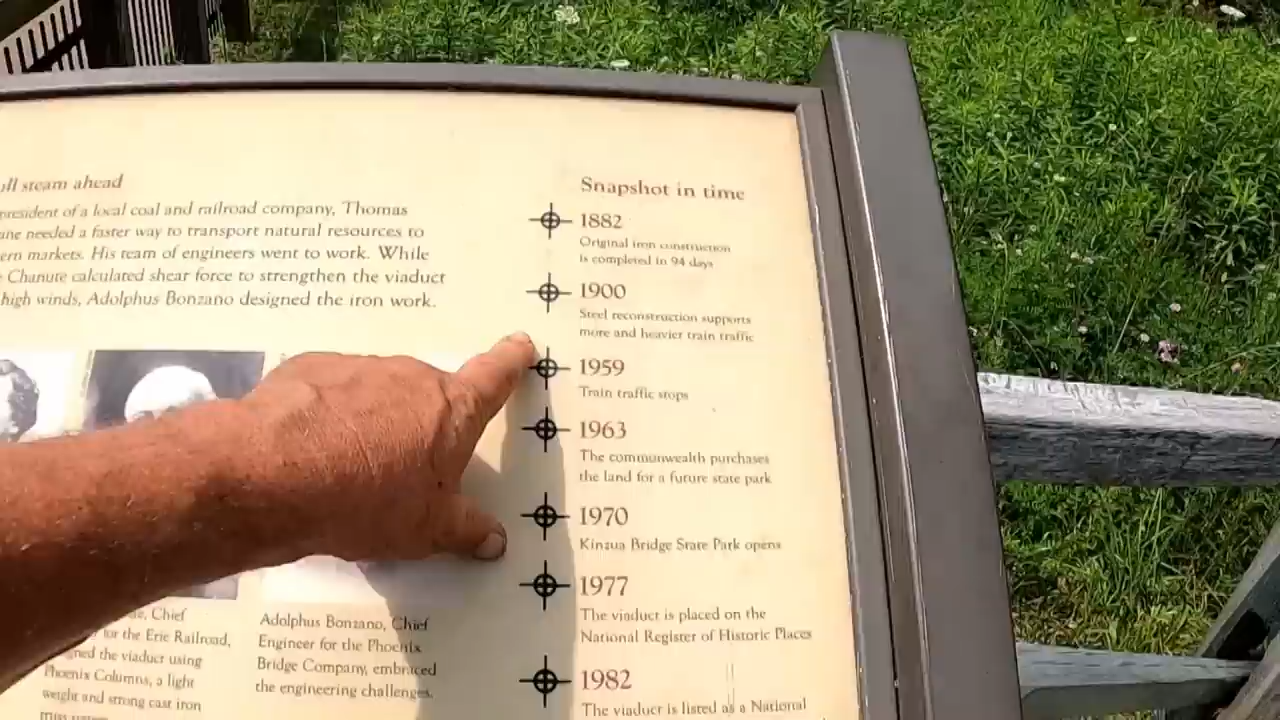 full steam ahead
president of a local coal and railroad company, Thomas
needed a faster way to transport natural resources to
markets. His team of engineers went to work. While
Chanute calculated shear force to strengthen the viaduct
high winds, Adolphus Bonzano designed the iron work.
Chief
for the Erie Railroad,
the viaduct using
Phoenix Columns, a light
weight and strong cast iron
Adolphus Bonzano, Chief
Engineer for the Phoenix
Bridge Company, embraced
the engineering challenges.
Snapshot in time
1882
Original iron construction
is completed in 94 days
1900
Steel reconstruction supports
more and heavier train traffic
1959
Train traffic stops
1963
The commonwealth purchases
the land for a future state park
1970
Kinzua Bridge State Park opens
1977
The viaduct is placed on the
National Register of Historic Places
1982
The viaduct is listed as a National